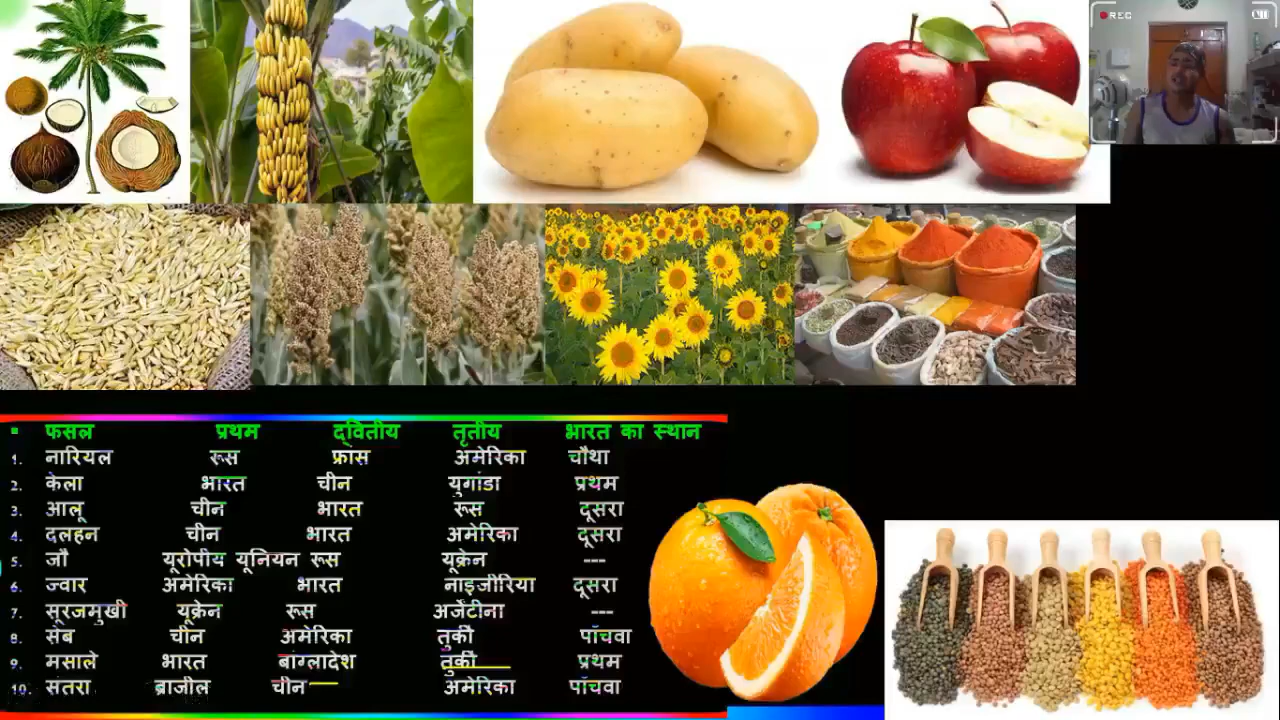 REC
▪ फसल प्रथम द्वितीय तृतीय भारत का स्थान
1. नारियल रूस फ्रांस अमेरिका चौथा
2. केला भारत चीन युगांडा प्रथम
3. आलू चीन भारत रूस दूसरा
4. दलहन चीन भारत अमेरिका दूसरा
5. जौ यूरोपीय यूनियन रूस यूक्रेन ---
6. ज्वार अमेरिका भारत नाइजीरिया दूसरा
7. सूरजमुखी यूक्रेन रूस अर्जेंटीना ---
8. सेब चीन अमेरिका तुर्की पाँचवा
9. मसाले भारत बांग्लादेश तुर्की प्रथम
10. संतरा ब्राजील चीन अमेरिका पाँचवा